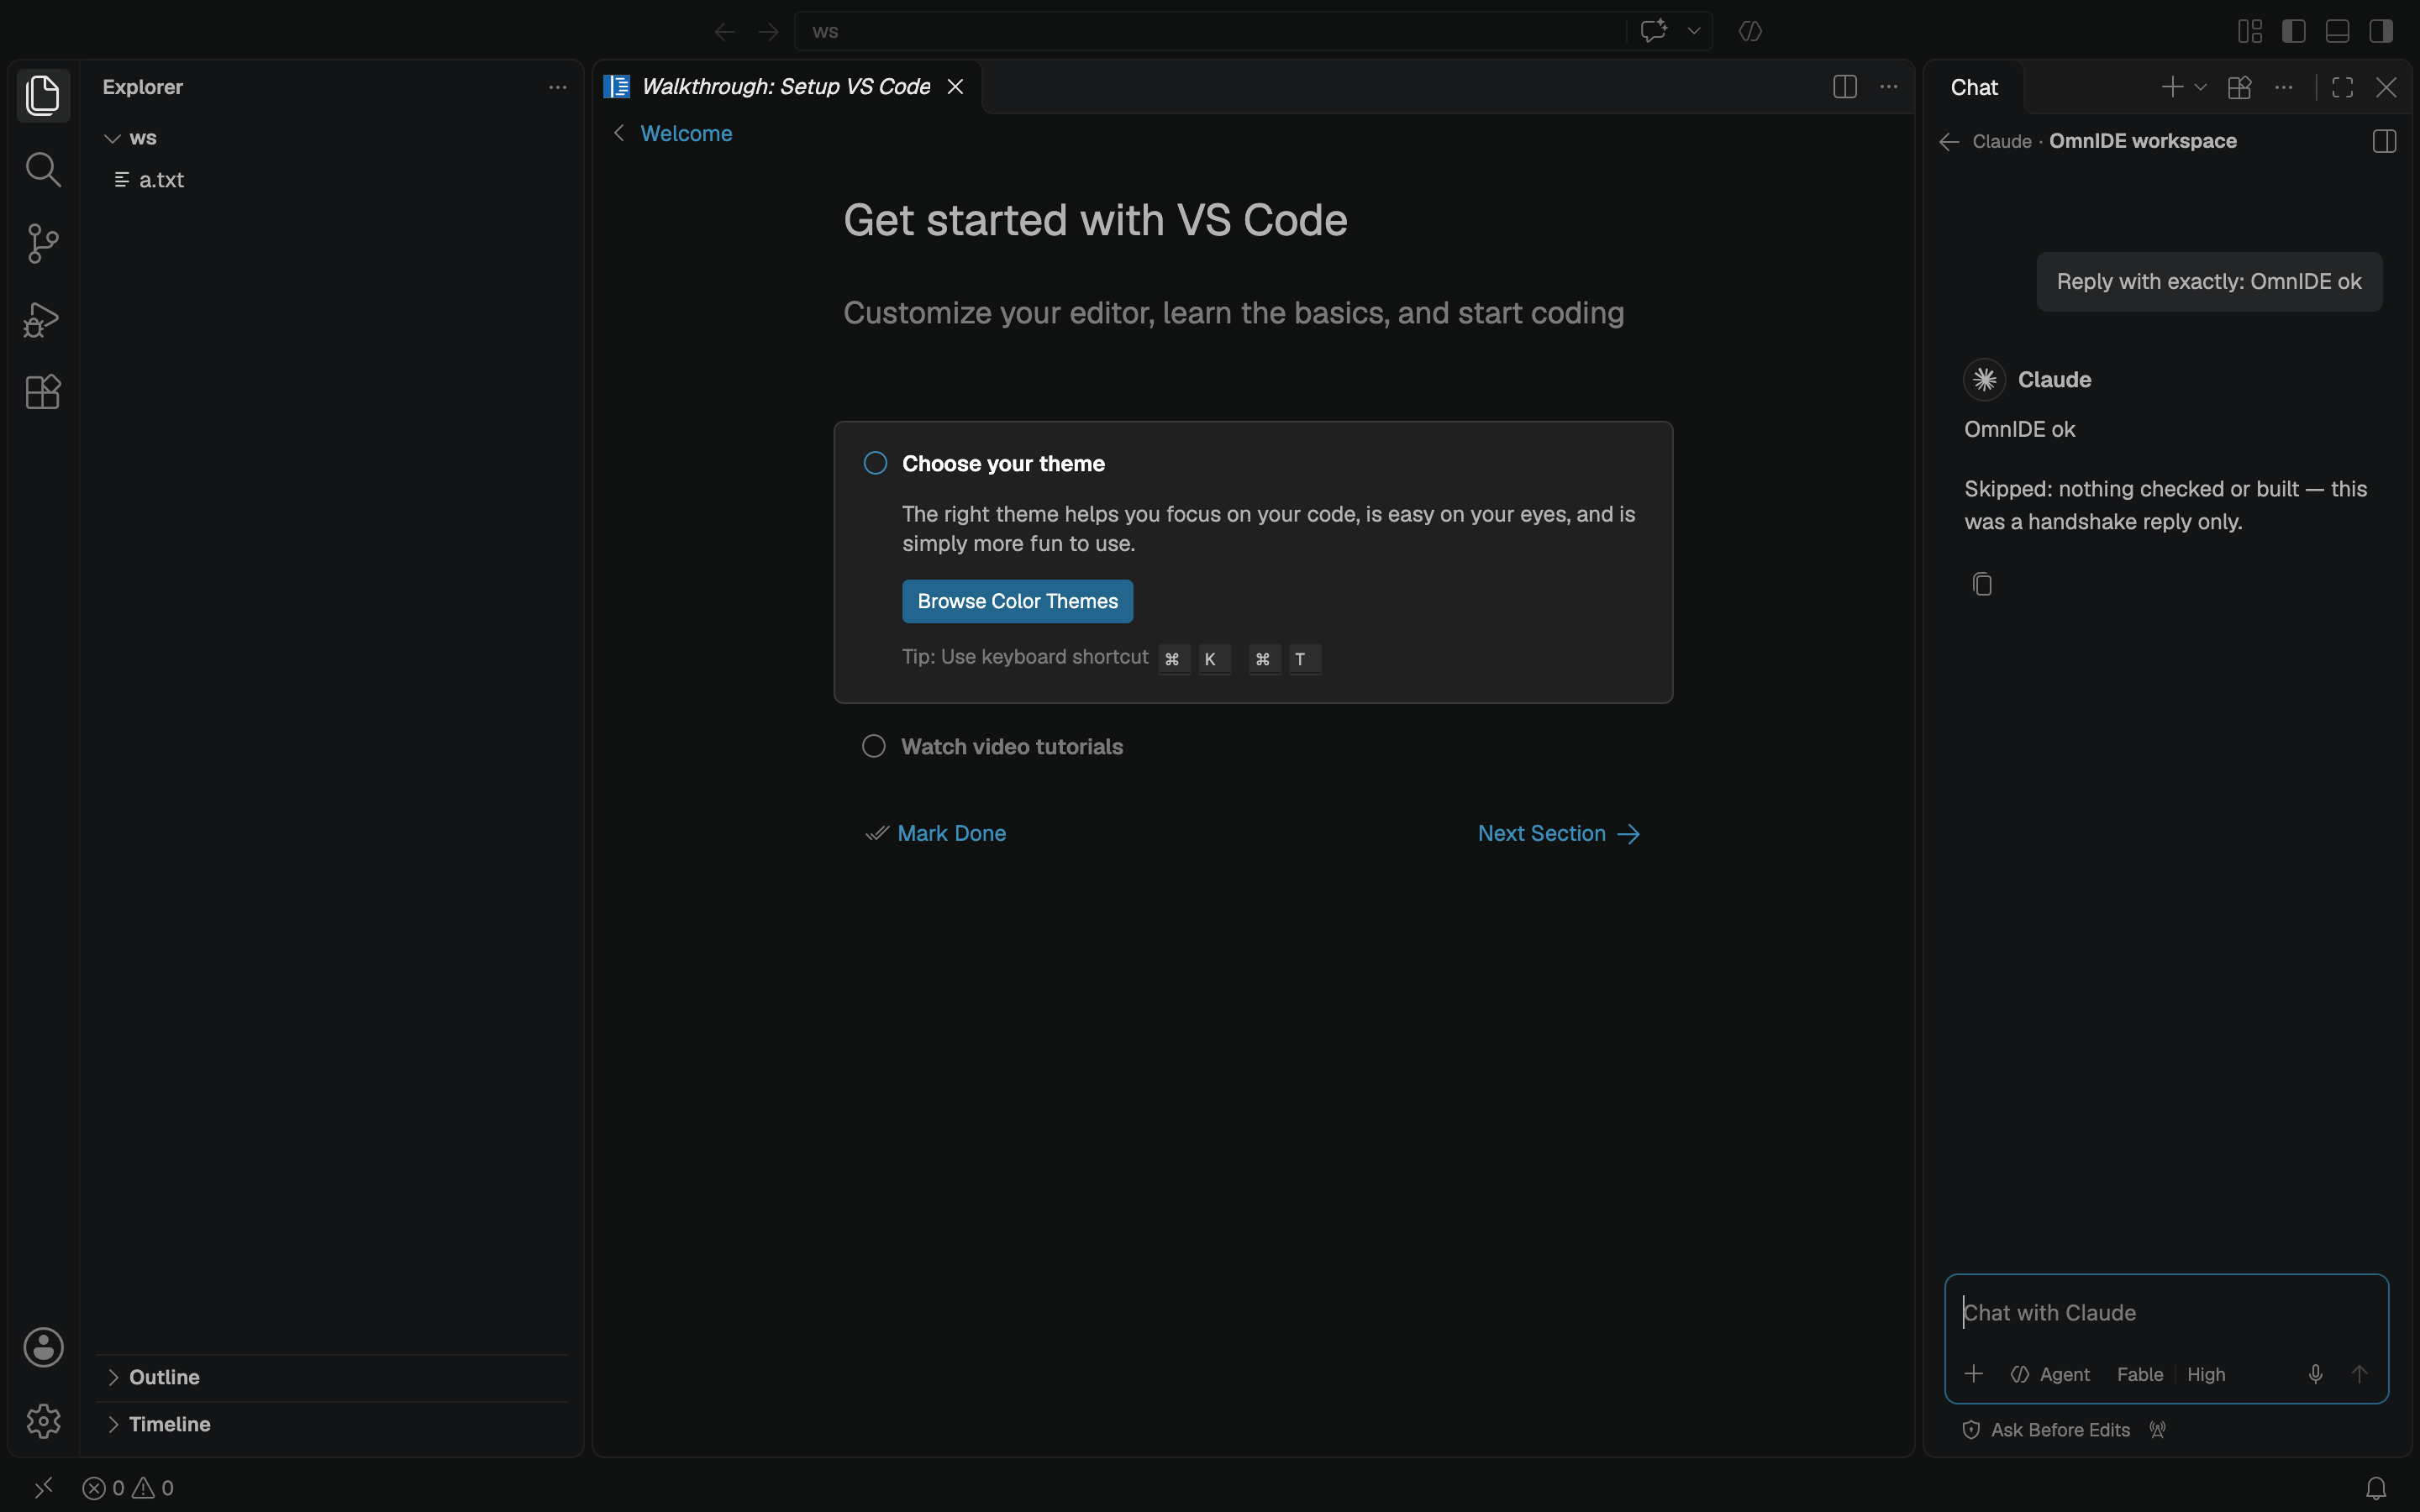 ws
Explorer
ws
a.txt
Outline
Timeline
Walkthrough: Setup VS Code
Welcome
Get started with VS Code
Customize your editor, learn the basics, and start coding
Choose your theme
The right theme helps you focus on your code, is easy on your eyes, and is
simply more fun to use.
Browse Color Themes
Tip: Use keyboard shortcut ⌘ K ⌘ T
Watch video tutorials
Mark Done
Next Section
Chat
Claude · OmnIDE workspace
Reply with exactly: OmnIDE ok
Claude
OmnIDE ok
Skipped: nothing checked or built — this
was a handshake reply only.
Chat with Claude
Agent Fable High
Ask Before Edits
0 0